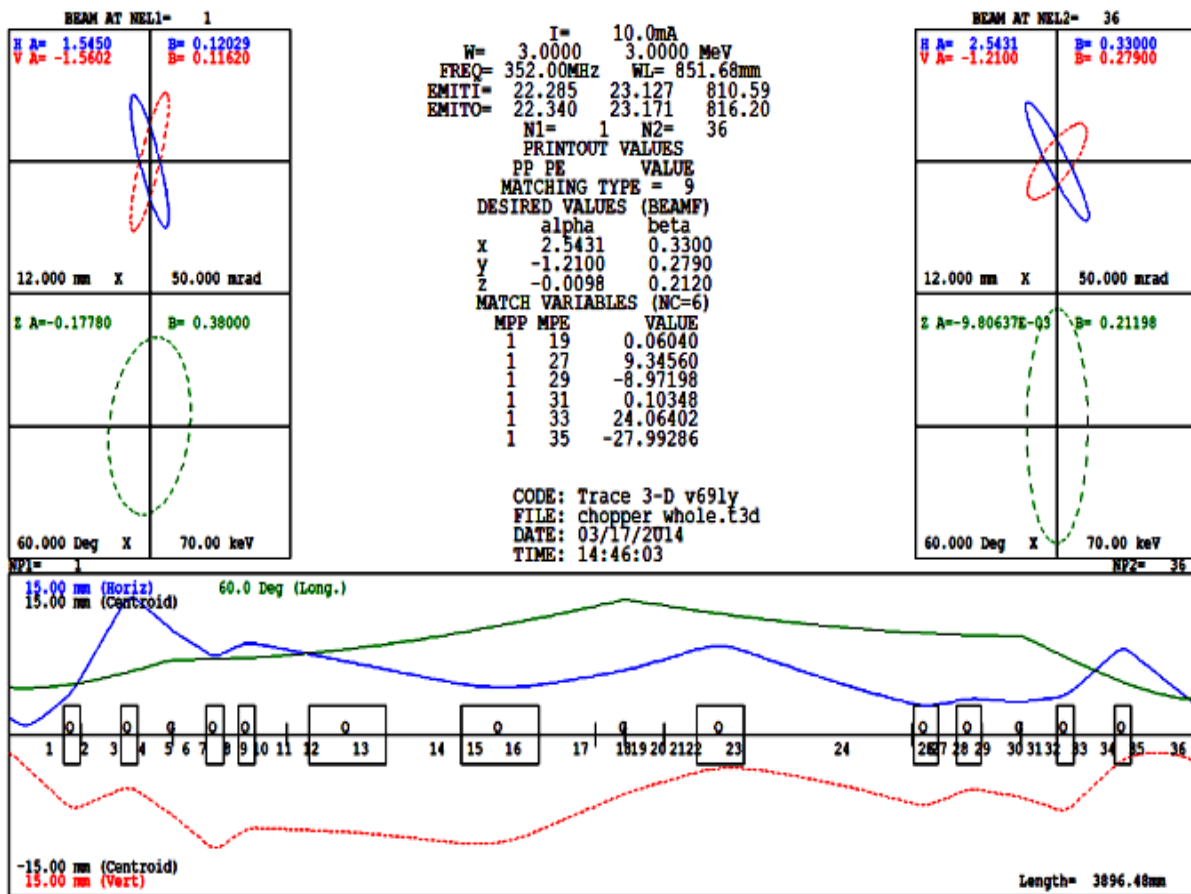 BEAM AT NEL1= 1
H A= 1.5450 B= 0.12029
V A= -1.5602 B= 0.11620
12.000 mm X 50.000 mrad
Z A=-0.17780 B= 0.38000
60.000 Deg X 70.00 keV
I= 10.0mA
W= 3.0000 3.0000 MeV
FREQ= 352.00MHz WL= 851.68mm
EMITI= 22.285 23.127 810.59
EMITO= 22.340 23.171 816.20
N1= 1 N2= 36
PRINTOUT VALUES
PP PE VALUE
MATCHING TYPE = 9
DESIRED VALUES (BEAMF)
alpha beta
x 2.5431 0.3300
y -1.2100 0.2790
z -0.0098 0.2120
MATCH VARIABLES (NC=6)
MPP MPE VALUE
1 19 0.06040
1 27 9.34560
1 29 -8.97198
1 31 0.10348
1 33 24.06402
1 35 -27.99286
CODE: Trace 3-D v69ly
FILE: chopper whole.t3d
DATE: 03/17/2014
TIME: 14:46:03
BEAM AT NEL2= 36
H A= 2.5431 B= 0.33000
V A= -1.2100 B= 0.27900
12.000 mm X 50.000 mrad
Z A=-9.80637E-03 B= 0.21198
60.000 Deg X 70.00 keV
NP1= 1 NP2= 36
15.00 mm (Horiz) 60.0 Deg (Long.)
15.00 mm (Centroid)
Q Q G Q Q Q Q G Q Q Q G Q Q
1 2 3 4 5 6 7 8 9 10 11 12 13 14 15 16 17 18 19 20 21 22 23 24 26 27 28 29 30 31 32 33 34 35 36
-15.00 mm (Centroid)
15.00 mm (Vert) Length= 3896.48mm